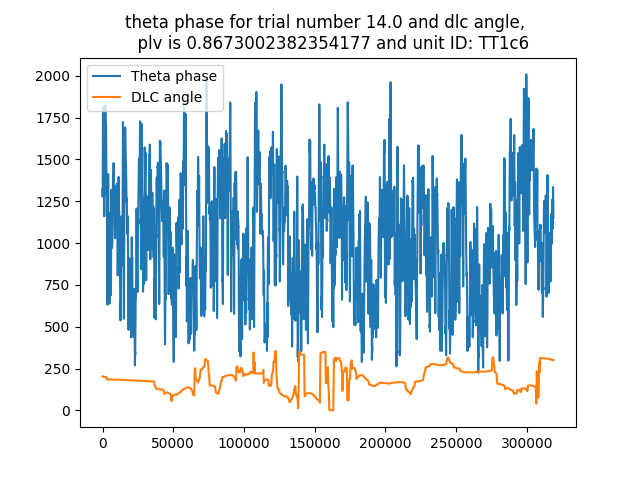 theta phase for trial number 14.0 and dlc angle,
plv is 0.8673002382354177 and unit ID: TT1c6
Theta phase
DLC angle
2000
1750
1500
1250
1000
750
500
250
0
0 50000 100000 150000 200000 250000 300000